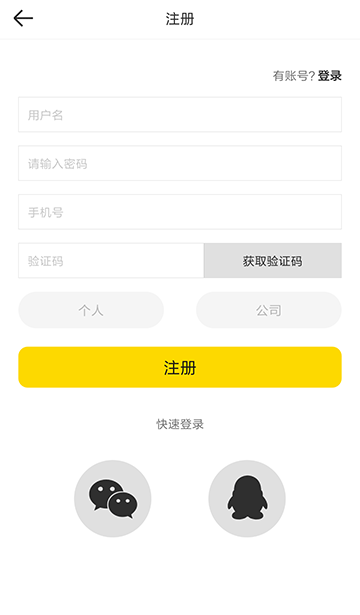 注册
有账号? 登录
用户名
请输入密码
手机号
验证码 获取验证码
个人 公司
注册
快速登录